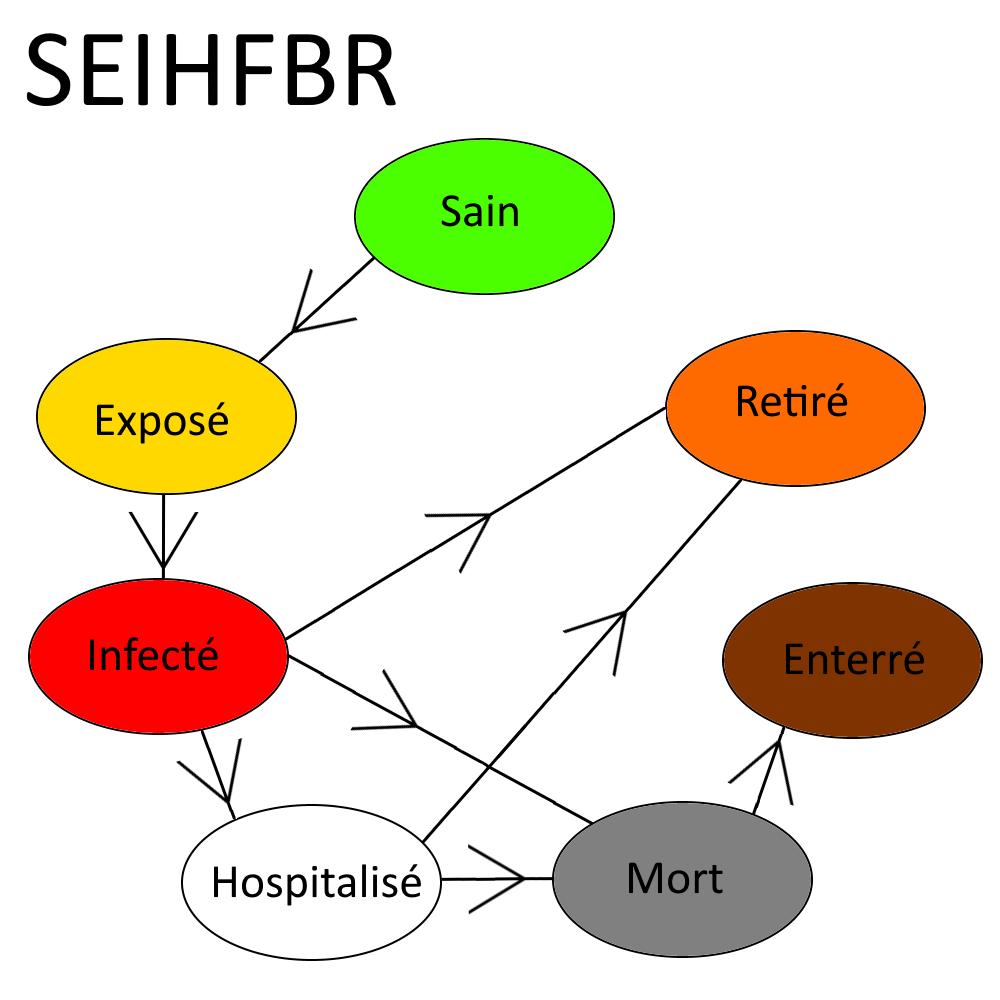 SEIHFBR
Sain
Exposé
Retiré
Infecté
Enterré
Hospitalisé
Mort